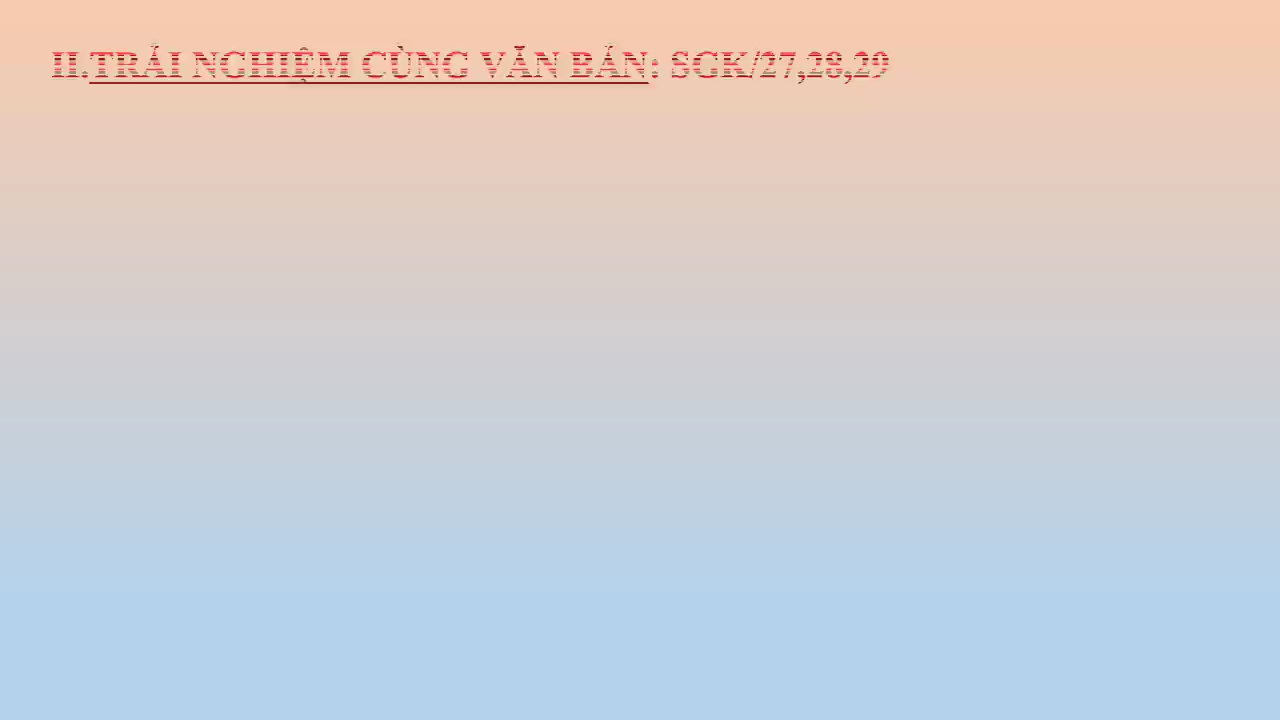 II.TRẢI NGHIỆM CÙNG VĂN BẢN: SGK/27,28,29